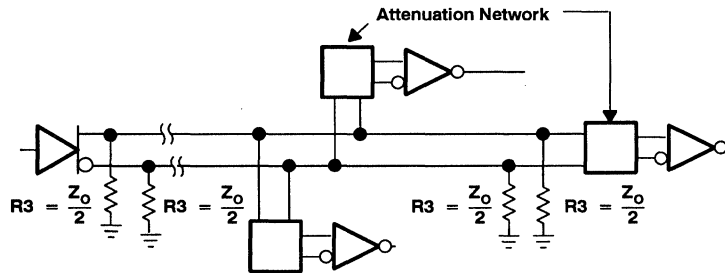 Attenuation Network
R3 = Zo/2
R3 = Zo/2
R3 = Zo/2
R3 = Zo/2